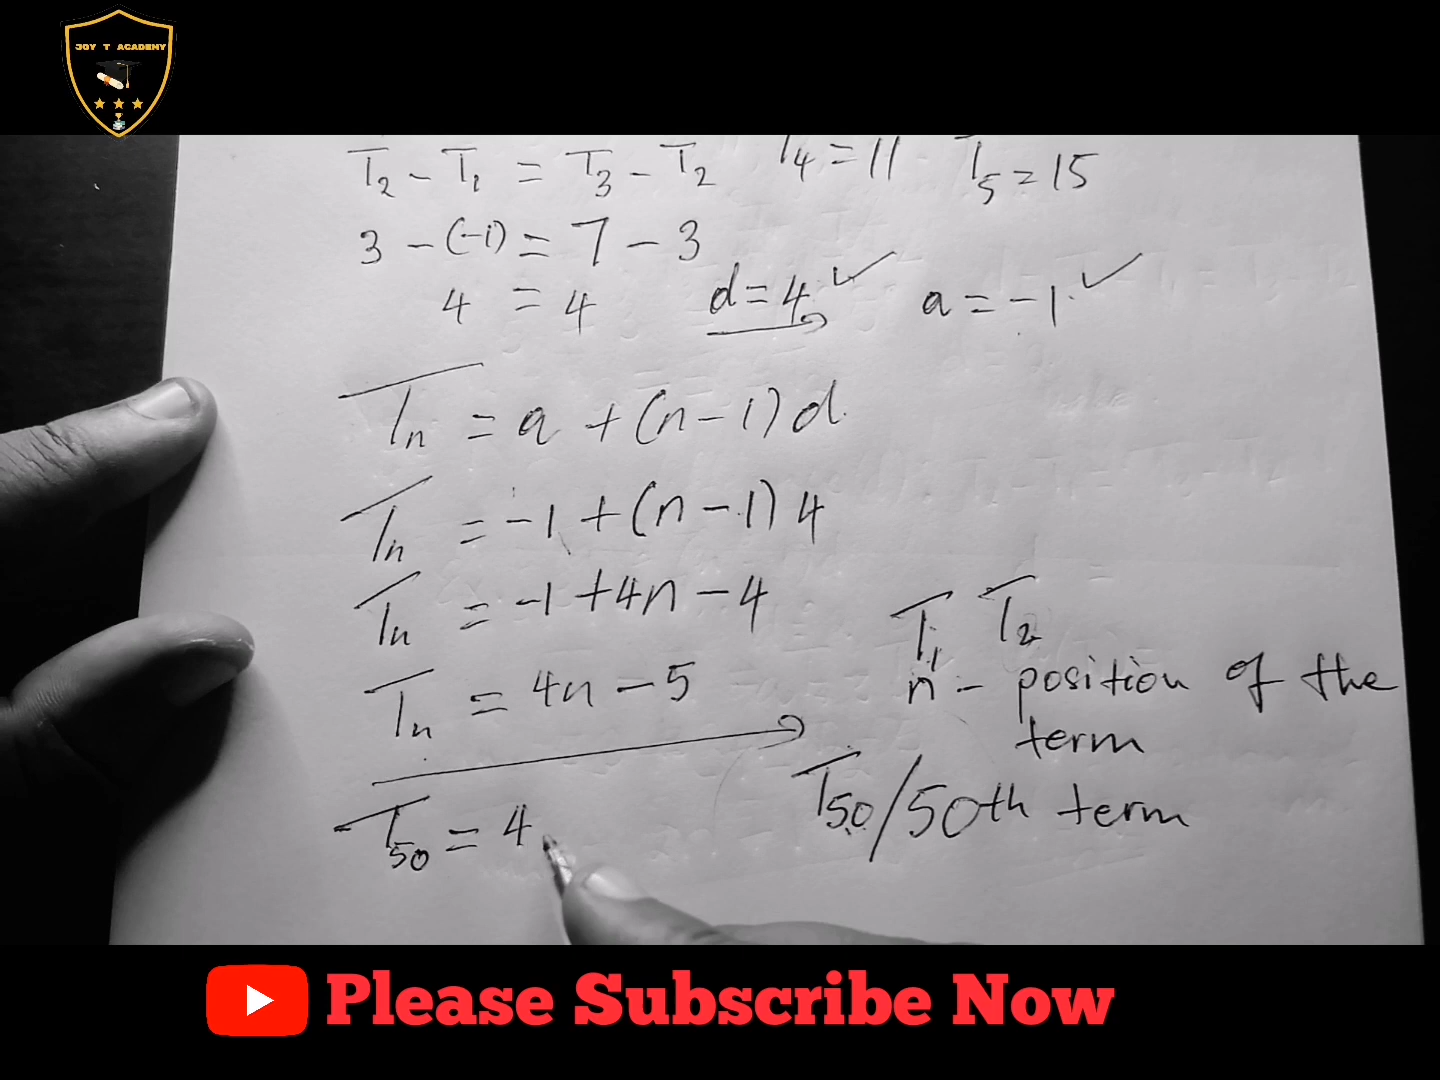 JOY T ACADEMY
T₂ - T₁ = T₃ - T₂ T₄ = 11 T₅ = 15
3 - (-1) = 7 - 3
4 = 4 d = 4 ✓ a = -1 ✓
Tₙ = a + (n - 1) d
Tₙ = -1 + (n - 1) 4
Tₙ = -1 + 4n - 4
T₁ T₂
Tₙ = 4n - 5
n - position of the
term
T₅₀ / 50th term
T₅₀ = 4
Please Subscribe Now